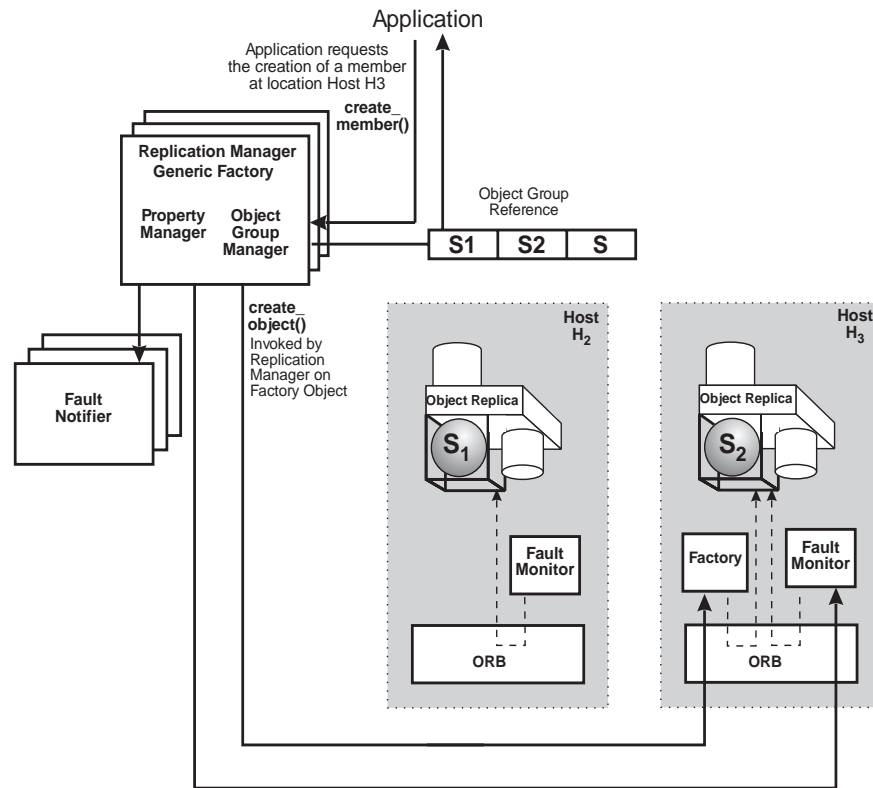 Application
Application requests
the creation of a member
at location Host H3
create_
member()
Replication Manager
Generic Factory
Property
Manager
Object
Group
Manager
Object Group
Reference
S1 S2 S
create_
object()
Invoked by
Replication
Manager on
Factory Object
Fault
Notifier
Host
H2
Object Replica
S1
Fault
Monitor
ORB
Host
H3
Object Replica
S2
Factory
Fault
Monitor
ORB